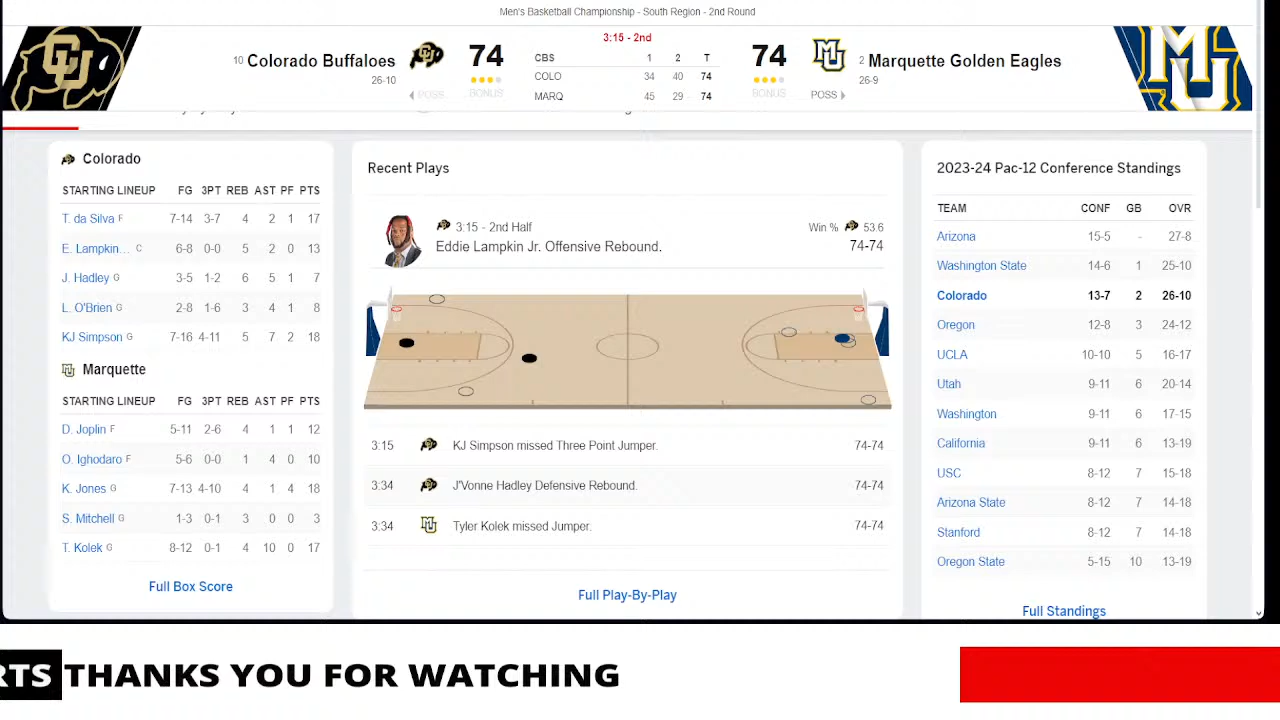 Men's Basketball Championship - South Region - 2nd Round
10 Colorado Buffaloes
26-10
74
POSS
BONUS
3:15 - 2nd
CBS 1 2 T
COLO 34 40 74
MARQ 45 29 74
74
BONUS
POSS
2 Marquette Golden Eagles
26-9
Colorado
STARTING LINEUP FG 3PT REB AST PF PTS
T. da Silva F 7-14 3-7 4 2 1 17
E. Lampkin... C 6-8 0-0 5 2 0 13
J. Hadley G 3-5 1-2 6 5 1 7
L. O'Brien G 2-8 1-6 3 4 1 8
KJ Simpson G 7-16 4-11 5 7 2 18
Marquette
STARTING LINEUP FG 3PT REB AST PF PTS
D. Joplin F 5-11 2-6 4 1 1 12
O. Ighodaro F 5-6 0-0 1 4 0 10
K. Jones G 7-13 4-10 4 1 4 18
S. Mitchell G 1-3 0-1 3 0 0 3
T. Kolek G 8-12 0-1 4 10 0 17
Full Box Score
Recent Plays
3:15 - 2nd Half
Eddie Lampkin Jr. Offensive Rebound.
Win % 53.6
74-74
3:15 KJ Simpson missed Three Point Jumper. 74-74
3:34 J'Vonne Hadley Defensive Rebound. 74-74
3:34 Tyler Kolek missed Jumper. 74-74
Full Play-By-Play
2023-24 Pac-12 Conference Standings
TEAM CONF GB OVR
Arizona 15-5 - 27-8
Washington State 14-6 1 25-10
Colorado 13-7 2 26-10
Oregon 12-8 3 24-12
UCLA 10-10 5 16-17
Utah 9-11 6 20-14
Washington 9-11 6 17-15
California 9-11 6 13-19
USC 8-12 7 15-18
Arizona State 8-12 7 14-18
Stanford 8-12 7 14-18
Oregon State 5-15 10 13-19
Full Standings
RTS THANKS YOU FOR WATCHING